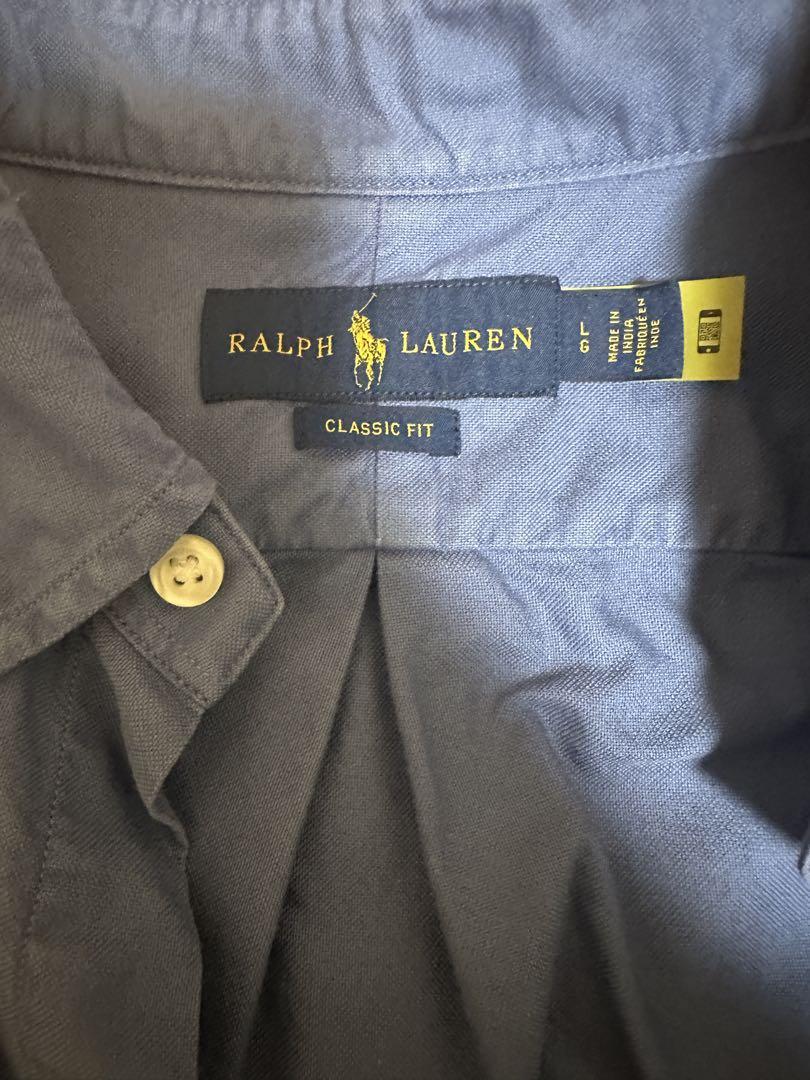 RALPH LAUREN
CLASSIC FIT
L
G
MADE IN
INDIA
FABRIQUÉ EN
INDE